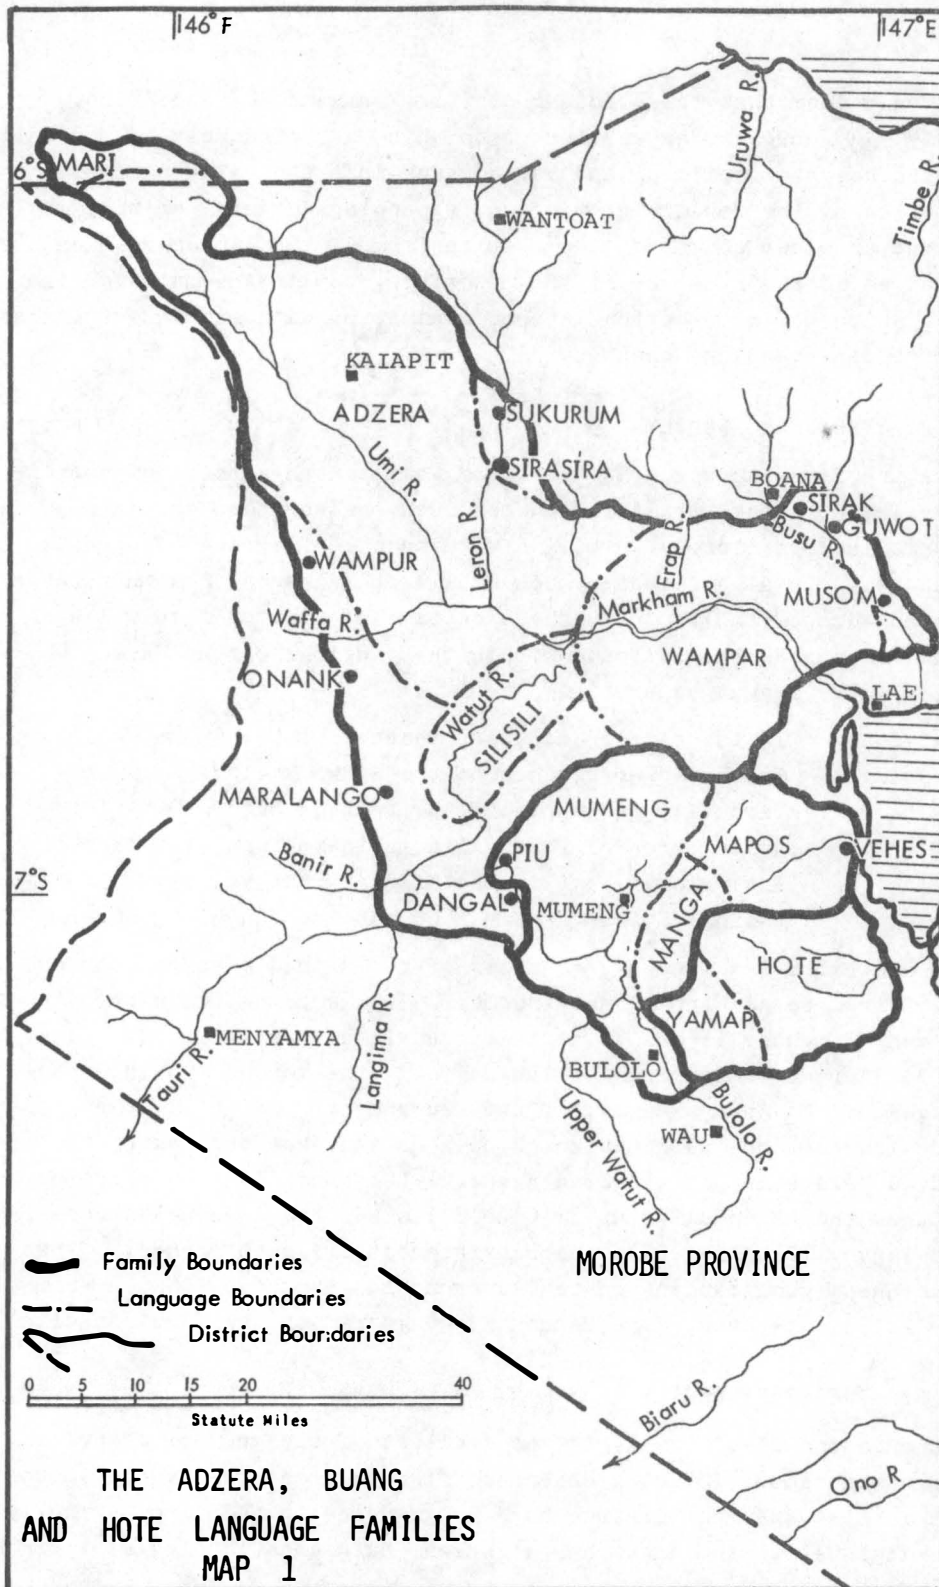 146°F
147°E
Uruwa R.
MARI
6°S
Timbe R.
WANTOAT
KAIAPIT
ADZERA
SUKURUM
Umi R.
SIRASIRA
BOANA
SIRAK
GUWOT
Busu R.
Leron R.
Erap R.
WAMPUR
Markham R.
MUSOM
Waffa R.
WAMPAR
ONANK
Watut R.
LAE
SILISILI
MARALANGO
MUMENG
MAPOS
VEHES
PIU
Banir R.
7°S
DANGAL
MUMENG
MANGA
HOTE
YAMAP
Langima R.
MENYAMYA
Tauri R.
BULOLO
Bulolo R.
WAU
Upper Watut R.
MOROBE PROVINCE
Family Boundaries
Language Boundaries
District Bour:daries
0 5 10 15 20 40
Statute Miles
Biaru R.
Ono R
THE ADZERA, BUANG
AND HOTE LANGUAGE FAMILIES
MAP 1